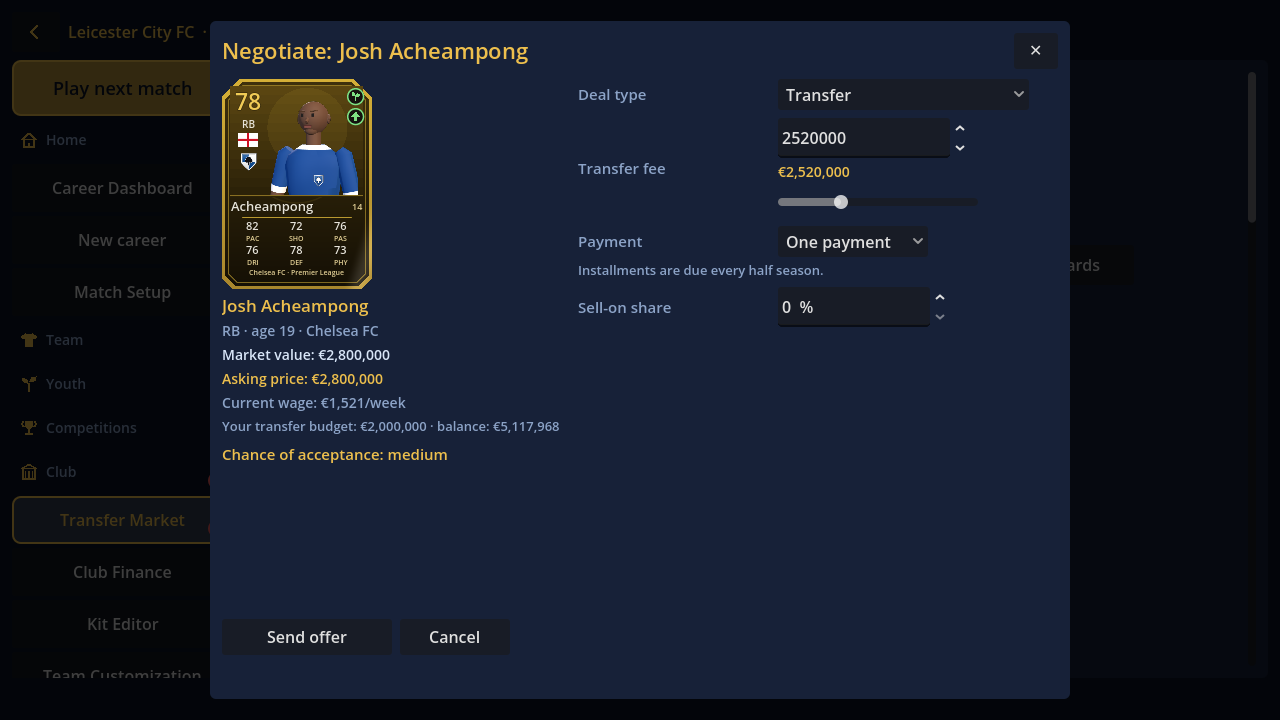 Leicester City FC ·
Play next match
Home
Career Dashboard
New career
Match Setup
Team
Youth
Competitions
Club
Transfer Market
Club Finance
Kit Editor
Team Customization
Negotiate: Josh Acheampong
×
78
RB
Acheampong 14
82 72 76
PAC SHO PAS
76 78 73
DRI DEF PHY
Chelsea FC · Premier League
Josh Acheampong
RB · age 19 · Chelsea FC
Market value: €2,800,000
Asking price: €2,800,000
Current wage: €1,521/week
Your transfer budget: €2,000,000 · balance: €5,117,968
Chance of acceptance: medium
Deal type Transfer
2520000
Transfer fee €2,520,000
Payment One payment
Installments are due every half season.
Sell-on share 0 %
Send offer Cancel